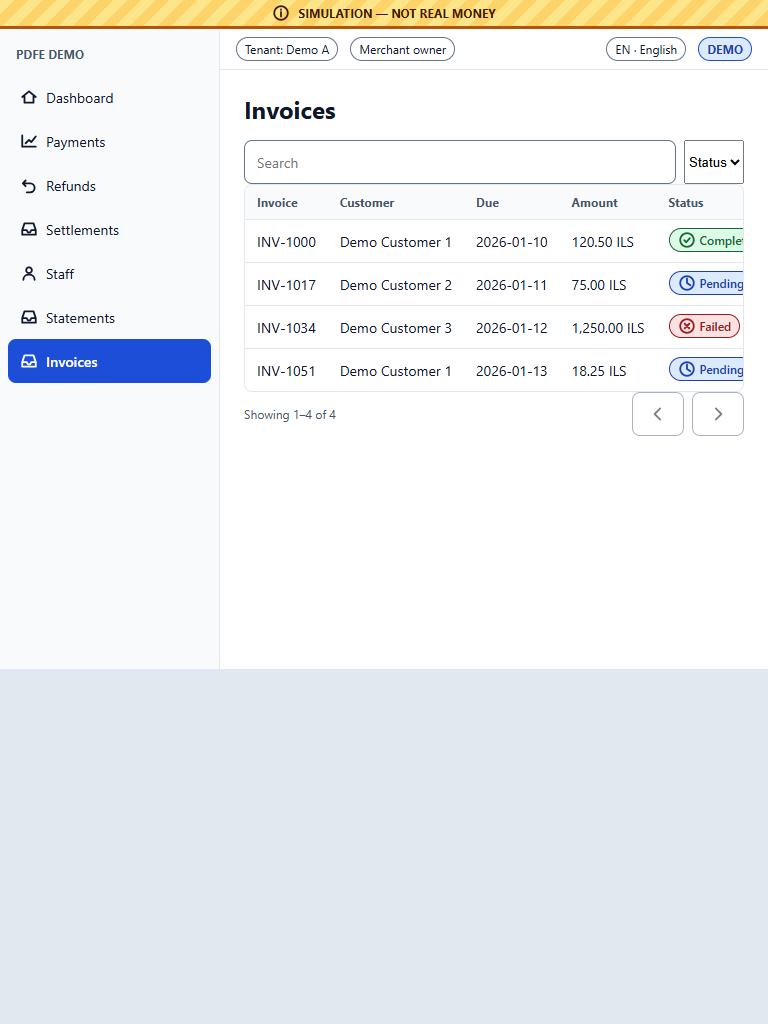 SIMULATION — NOT REAL MONEY
PDFE DEMO
Tenant: Demo A
Merchant owner
EN · English
DEMO
Dashboard
Payments
Refunds
Settlements
Staff
Statements
Invoices
Invoices
Search
Status
Invoice Customer Due Amount Status
INV-1000 Demo Customer 1 2026-01-10 120.50 ILS
INV-1017 Demo Customer 2 2026-01-11 75.00 ILS Pending
INV-1034 Demo Customer 3 2026-01-12 1,250.00 ILS Failed
INV-1051 Demo Customer 1 2026-01-13 18.25 ILS Pending
Showing 1–4 of 4